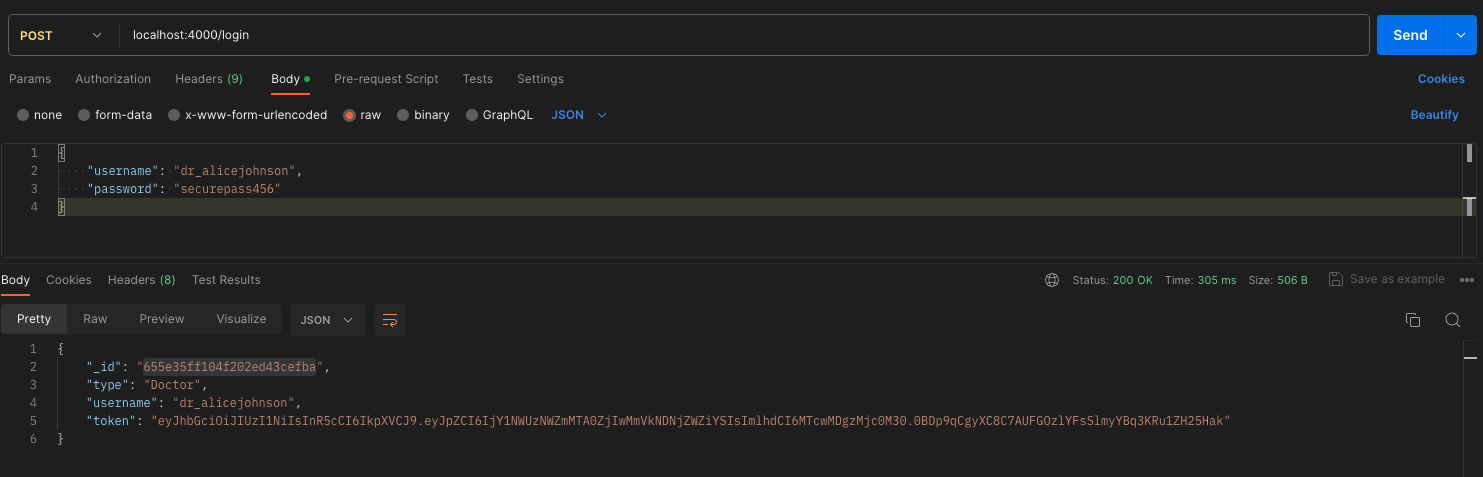 POST localhost:4000/login Send
Params Authorization Headers (9) Body Pre-request Script Tests Settings Cookies
none form-data x-www-form-urlencoded raw binary GraphQL JSON Beautify
1 {
2 "username": "dr_alicejohnson",
3 "password": "securepass456"
4 }
Body Cookies Headers (8) Test Results Status: 200 OK Time: 305 ms Size: 506 B Save as example
Pretty Raw Preview Visualize JSON
1 {
2 "_id": "655e35ff104f202ed43cefba",
3 "type": "Doctor",
4 "username": "dr_alicejohnson",
5 "token": "eyJhbGciOiJIUzI1NiIsInR5cCI6IkpXVCJ9.eyJpZCI6IjY1NWUzNWZmMTA0ZjIwMmVkNDNjZWZiYSIsImlhdCI6MTcwMDgzMjc0M30.0BDp9qCgyXC8C7AUFGOzlYFsSlmyYBq3KRu1ZH25Hak"
6 }